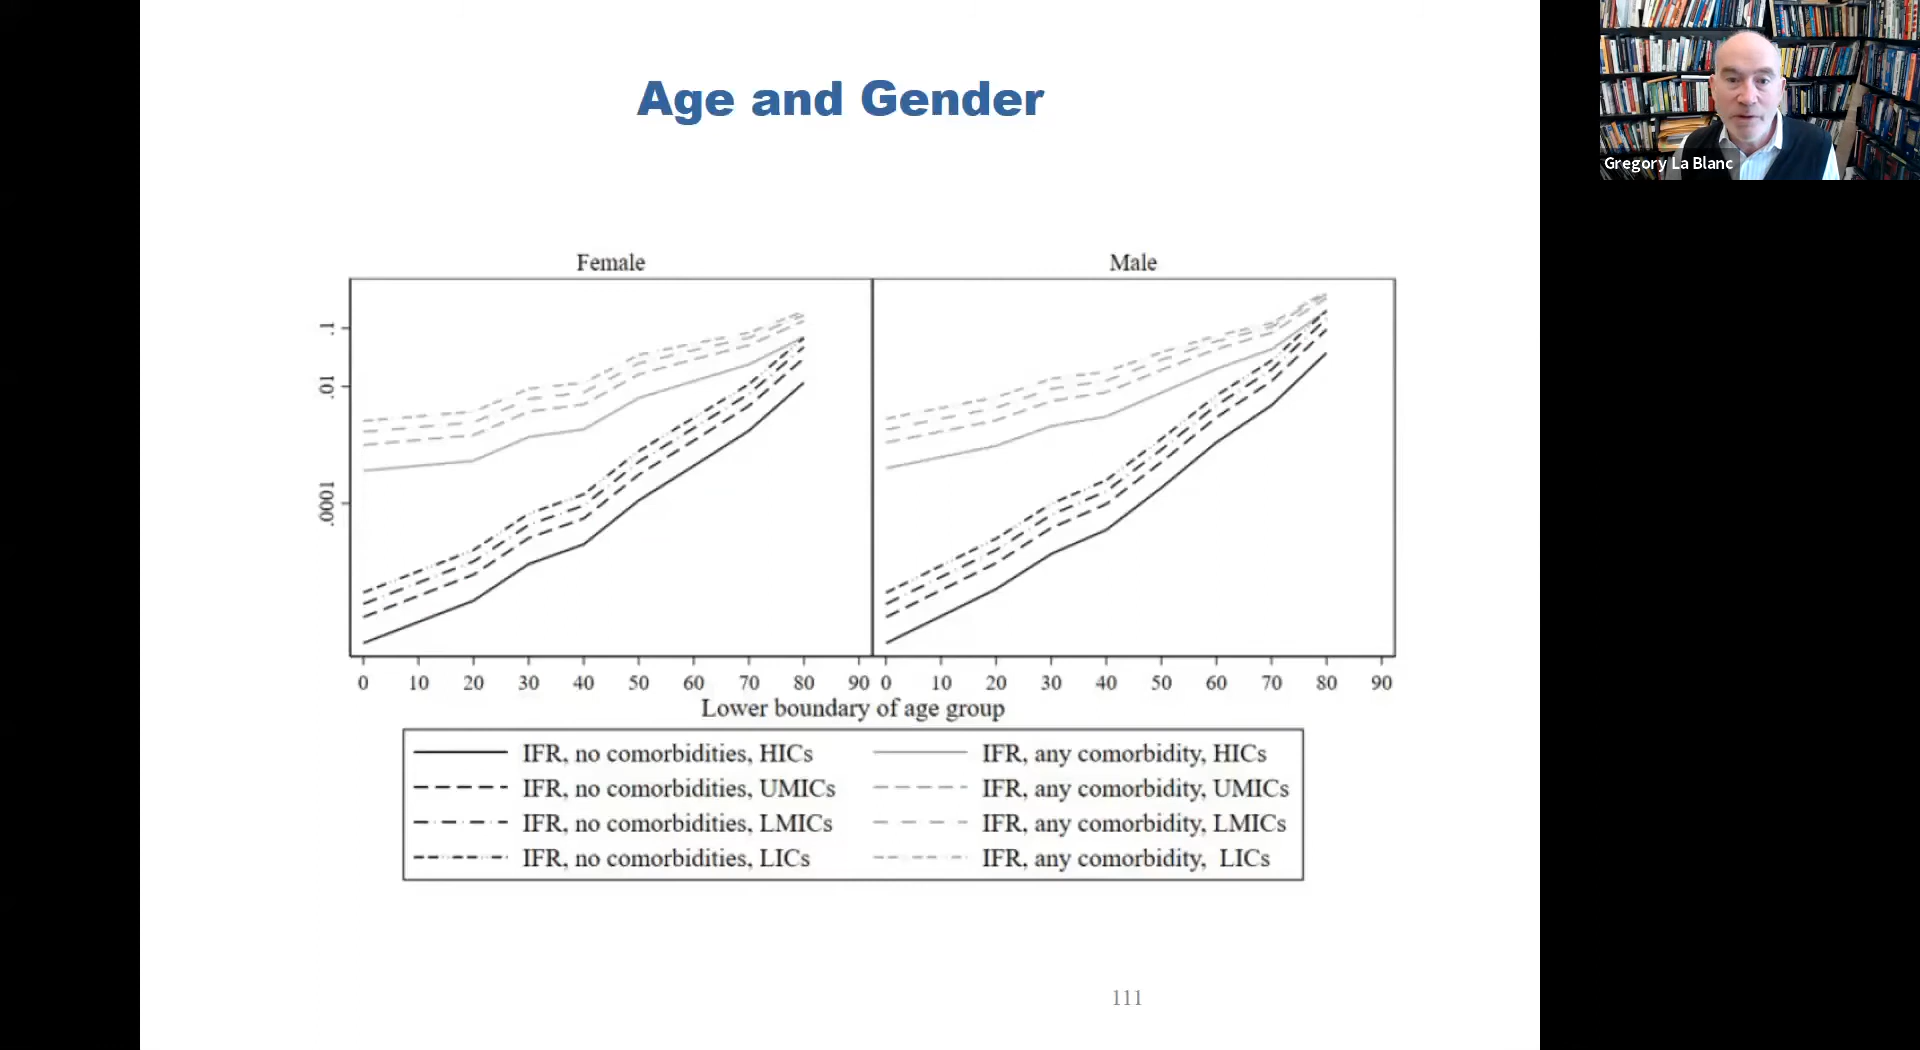 Age and Gender
Gregory La Blanc
Female
Male
.1
.01
.0001
0 10 20 30 40 50 60 70 80 90
0 10 20 30 40 50 60 70 80 90
Lower boundary of age group
IFR, no comorbidities, HICs
IFR, any comorbidity, HICs
IFR, no comorbidities, UMICs
IFR, any comorbidity, UMICs
IFR, no comorbidities, LMICs
IFR, any comorbidity, LMICs
IFR, no comorbidities, LICs
IFR, any comorbidity, LICs
111